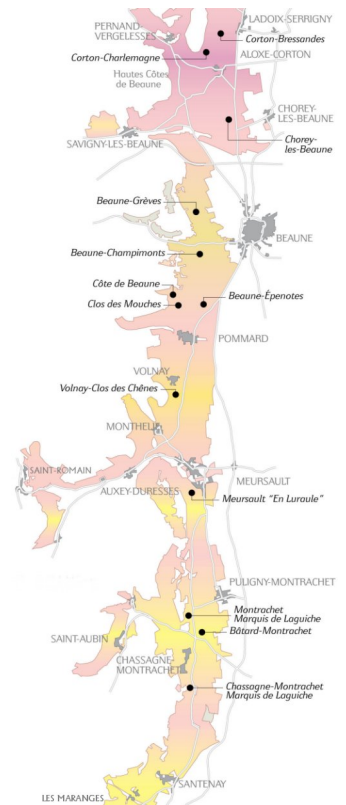 PERNAND-
VERGELESSES
LADOIX-SERRIGNY
Corton-Bressandes
Corton-Charlemagne
ALOXE-CORTON
Hautes Côtes
de Beaune
CHOREY-
LES-BEAUNE
SAVIGNY-LES-BEAUNE
Chorey-
les-Beaune
Beaune-Grèves
BEAUNE
Beaune-Champimonts
Côte de Beaune
Clos des Mouches
Beaune-Épenotes
POMMARD
VOLNAY
Volnay-Clos des Chênes
MONTHELIE
SAINT-ROMAIN
MEURSAULT
AUXEY-DURESSES
Meursault "En Luraule"
PULIGNY-MONTRACHET
Montrachet
Marquis de Laguiche
Bâtard-Montrachet
SAINT-AUBIN
CHASSAGNE-
MONTRACHET
Chassagne-Montrachet
Marquis de Laguiche
SANTENAY
LES MARANGES